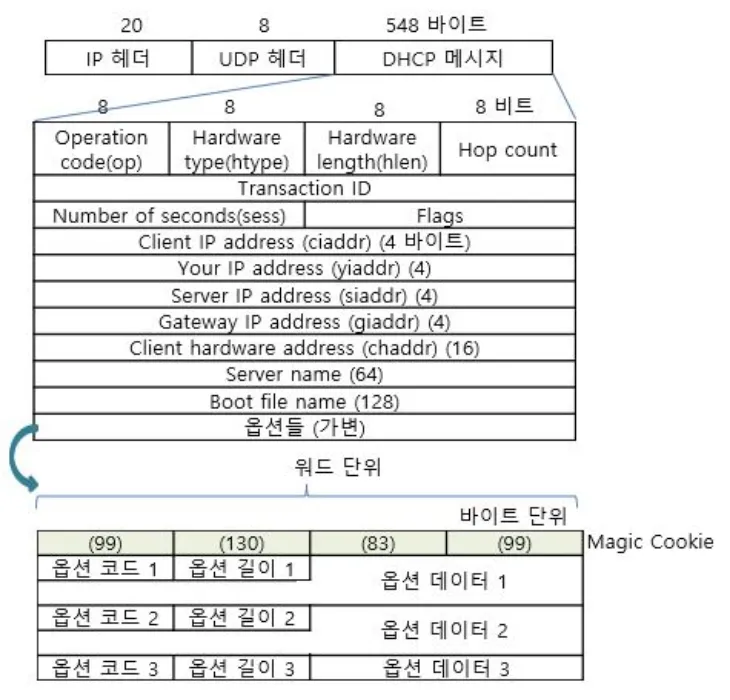 20 8 548 바이트
IP 헤더 UDP 헤더 DHCP 메시지
8 8 8 8 비트
Operation code(op) Hardware type(htype) Hardware length(hlen) Hop count
Transaction ID
Number of seconds(sess) Flags
Client IP address (ciaddr) (4 바이트)
Your IP address (yiaddr) (4)
Server IP address (siaddr) (4)
Gateway IP address (giaddr) (4)
Client hardware address (chaddr) (16)
Server name (64)
Boot file name (128)
옵션들 (가변)
워드 단위
바이트 단위
(99) (130) (83) (99) Magic Cookie
옵션 코드 1 옵션 길이 1 옵션 데이터 1
옵션 코드 2 옵션 길이 2 옵션 데이터 2
옵션 코드 3 옵션 길이 3 옵션 데이터 3